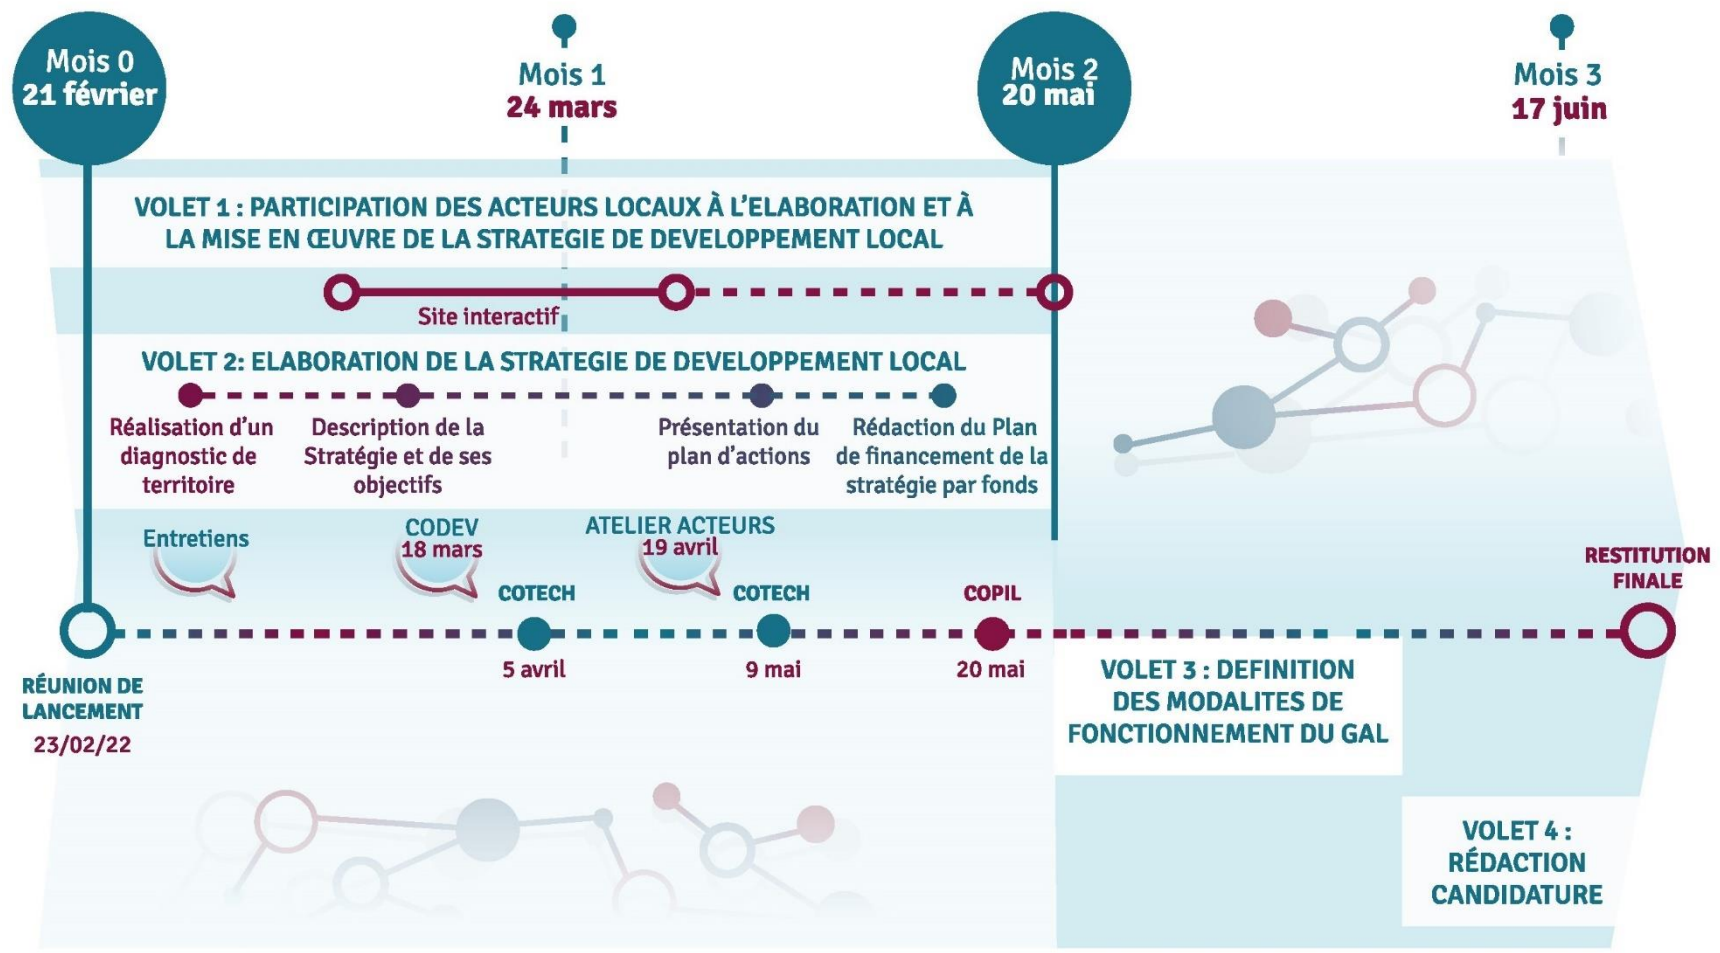 Mois 0
21 février
Mois 1
24 mars
Mois 2
20 mai
Mois 3
17 juin
VOLET 1 : PARTICIPATION DES ACTEURS LOCAUX À L'ELABORATION ET À
LA MISE EN ŒUVRE DE LA STRATEGIE DE DEVELOPPEMENT LOCAL
Site interactif
VOLET 2: ELABORATION DE LA STRATEGIE DE DEVELOPPEMENT LOCAL
Réalisation d'un
diagnostic de
territoire
Description de la
Stratégie et de ses
objectifs
Présentation du
plan d'actions
Rédaction du Plan
de financement de la
stratégie par fonds
Entretiens
CODEV
18 mars
ATELIER ACTEURS
19 avril
COTECH
5 avril
COTECH
9 mai
COPIL
20 mai
RESTITUTION
FINALE
RÉUNION DE
LANCEMENT
23/02/22
VOLET 3 : DEFINITION
DES MODALITES DE
FONCTIONNEMENT DU GAL
VOLET 4 :
RÉDACTION
CANDIDATURE